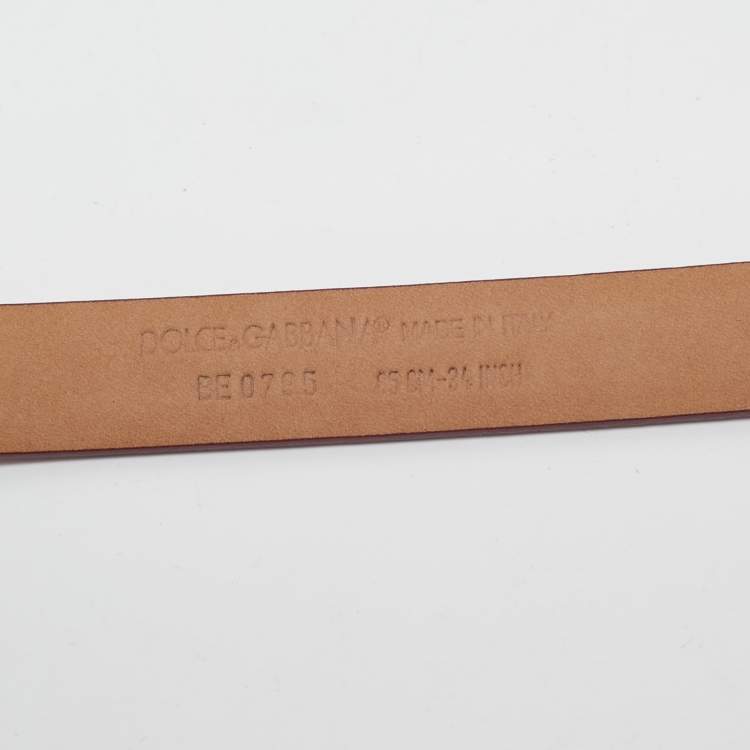 DOLCE&GABBANA® MADE IN ITALY
BE 0795 85 CM-34 INCH